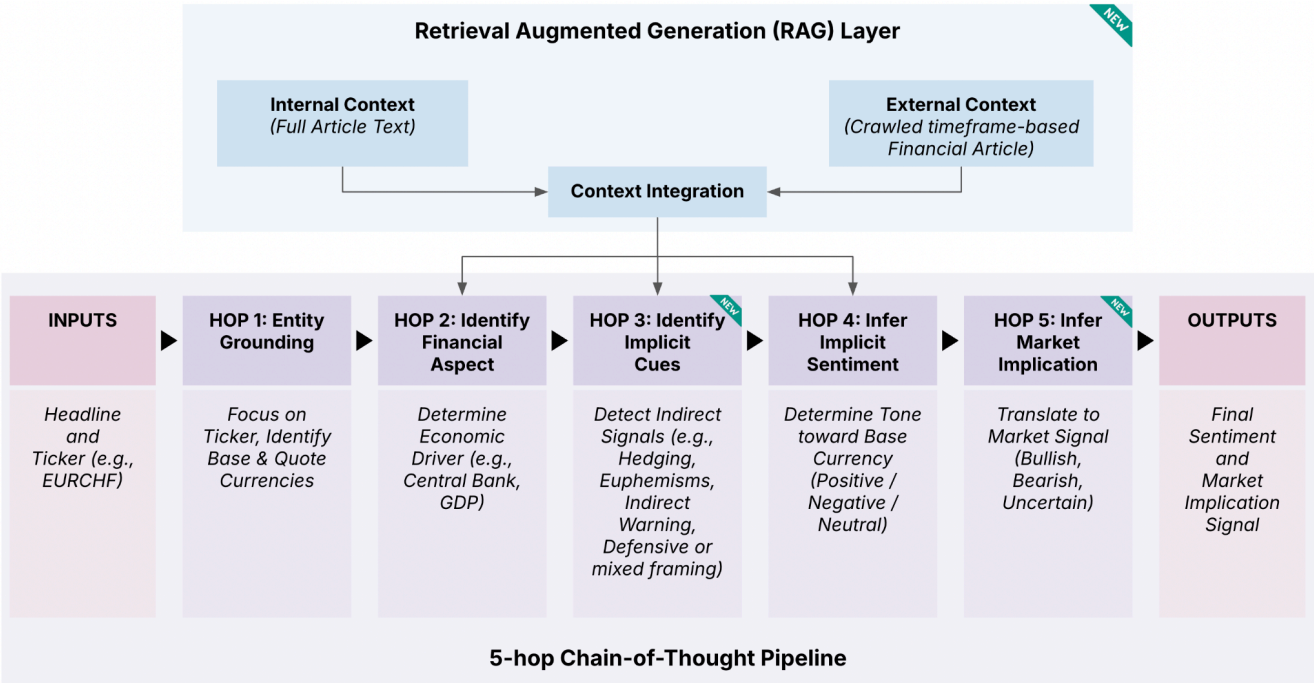 Retrieval Augmented Generation (RAG) Layer
NEW
Internal Context
(Full Article Text)
External Context
(Crawled timeframe-based
Financial Article)
Context Integration
INPUTS
Headline
and
Ticker (e.g.,
EURCHF)
HOP 1: Entity
Grounding
Focus on
Ticker, Identify
Base & Quote
Currencies
HOP 2: Identify
Financial
Aspect
Determine
Economic
Driver (e.g.,
Central Bank,
GDP)
NEW
HOP 3: Identify
Implicit
Cues
Detect Indirect
Signals (e.g.,
Hedging,
Euphemisms,
Indirect
Warning,
Defensive or
mixed framing)
HOP 4: Infer
Implicit
Sentiment
Determine Tone
toward Base
Currency
(Positive /
Negative /
Neutral)
NEW
HOP 5: Infer
Market
Implication
Translate to
Market Signal
(Bullish,
Bearish,
Uncertain)
OUTPUTS
Final
Sentiment
and
Market
Implication
Signal
5-hop Chain-of-Thought Pipeline